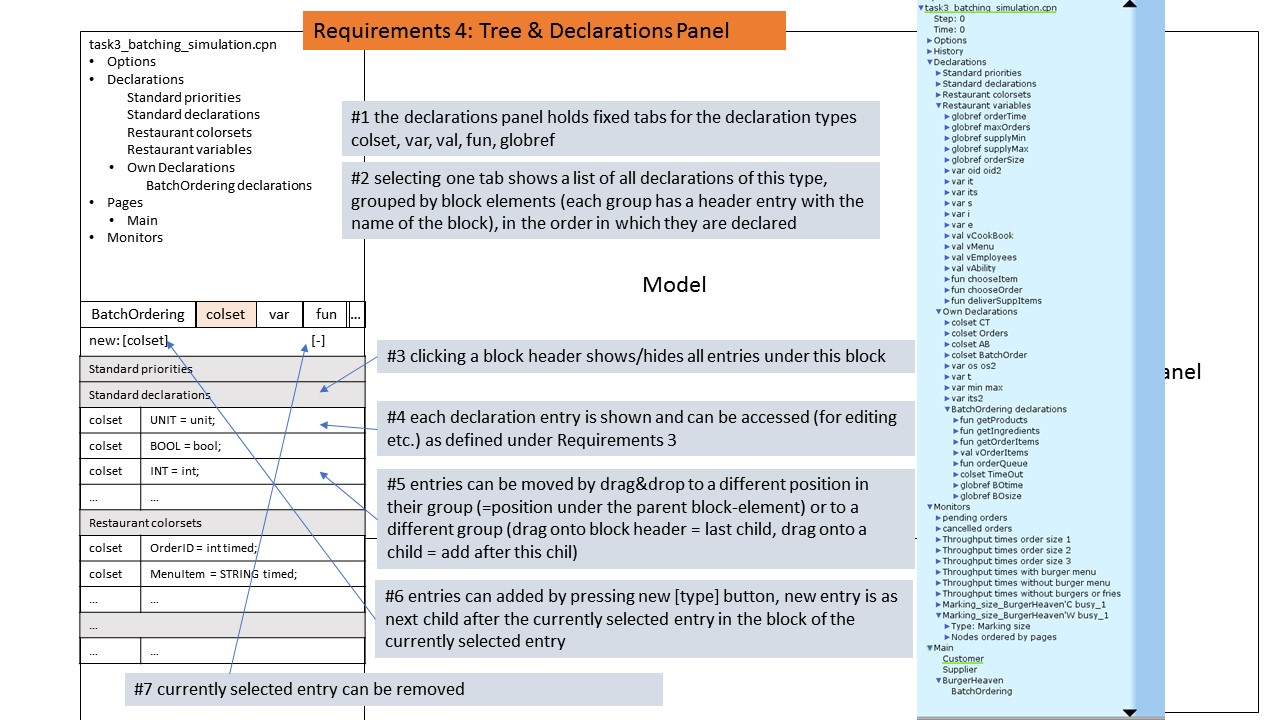 Requirements 4: Tree & Declarations Panel
task3_batching_simulation.cpn
• Options
• Declarations
Standard priorities
Standard declarations
Restaurant colorsets
Restaurant variables
• Own Declarations
BatchOrdering declarations
• Pages
• Main
• Monitors
#1 the declarations panel holds fixed tabs for the declaration types
colset, var, val, fun, globref
#2 selecting one tab shows a list of all declarations of this type,
grouped by block elements (each group has a header entry with the
name of the block), in the order in which they are declared
Model
BatchOrdering colset var fun ...
new: [colset] [-]
Standard priorities
Standard declarations
colset UNIT = unit;
colset BOOL = bool;
colset INT = int;
... ...
Restaurant colorsets
colset OrderID = int timed;
colset MenuItem = STRING timed;
... ...
...
... ...
#3 clicking a block header shows/hides all entries under this block
#4 each declaration entry is shown and can be accessed (for editing
etc.) as defined under Requirements 3
#5 entries can be moved by drag&drop to a different position in
their group (=position under the parent block-element) or to a
different group (drag onto block header = last child, drag onto a
child = add after this chil)
#6 entries can added by pressing new [type] button, new entry is as
next child after the currently selected entry in the block of the
currently selected entry
#7 currently selected entry can be removed
task3_batching_simulation.cpn
Step: 0
Time: 0
Options
History
Declarations
Standard priorities
Standard declarations
Restaurant colorsets
Restaurant variables
globref orderTime
globref maxOrders
globref supplyMin
globref supplyMax
globref orderSize
var oid oid2
var it
var its
var s
var i
var e
val vCookBook
val vMenu
val vEmployees
val vAbility
fun chooseItem
fun chooseOrder
fun deliverSuppItems
Own Declarations
colset CT
colset Orders
colset AB
colset BatchOrder
var os os2
var t
var min max
var its2
BatchOrdering declarations
fun getProducts
fun getIngredients
fun getOrderItems
val vOrderItems
fun orderQueue
colset TimeOut
globref BOtime
globref BOsize
Monitors
pending orders
cancelled orders
Throughput times order size 1
Throughput times order size 2
Throughput times order size 3
Throughput times with burger menu
Throughput times without burger menu
Throughput times without burgers or fries
Marking_size_BurgerHeaven'C busy_1
Marking_size_BurgerHeaven'W busy_1
Type: Marking size
Nodes ordered by pages
Main
Customer
Supplier
BurgerHeaven
BatchOrdering
anel